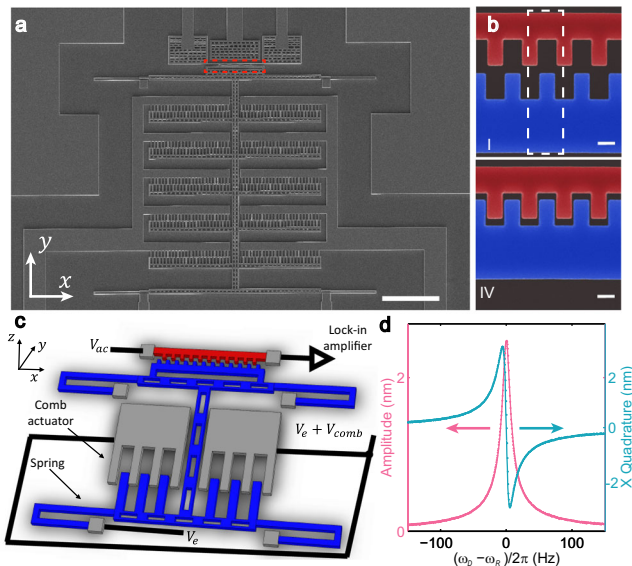 a
y
x
b
I
IV
c
z
y
x
V_ac
Lock-in
amplifier
Comb
actuator
V_e + V_comb
Spring
V_e
d
Amplitude (nm)
2
0
X Quadrature (nm)
2
0
-2
−100
0
100
(ω_D −ω_R)/2π (Hz)